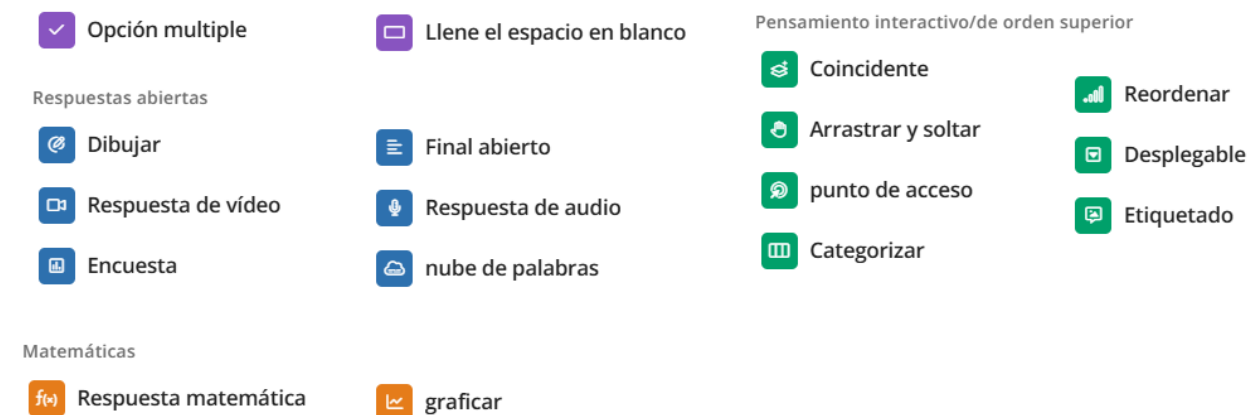 Opción multiple
Llene el espacio en blanco
Respuestas abiertas
Dibujar
Final abierto
Respuesta de vídeo
Respuesta de audio
Encuesta
nube de palabras
Pensamiento interactivo/de orden superior
Coincidente
Reordenar
Arrastrar y soltar
Desplegable
punto de acceso
Etiquetado
Categorizar
Matemáticas
f(x) Respuesta matemática
graficar